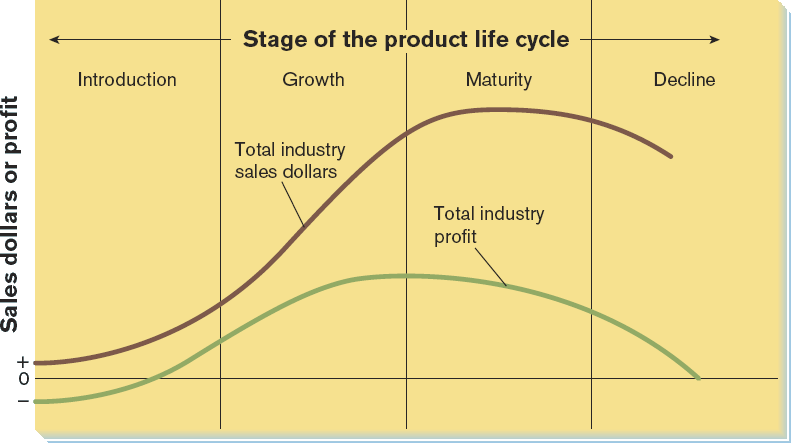 Stage of the product life cycle
Introduction
Growth
Maturity
Decline
Sales dollars or profit
Total industry
sales dollars
Total industry
profit
+
0
–